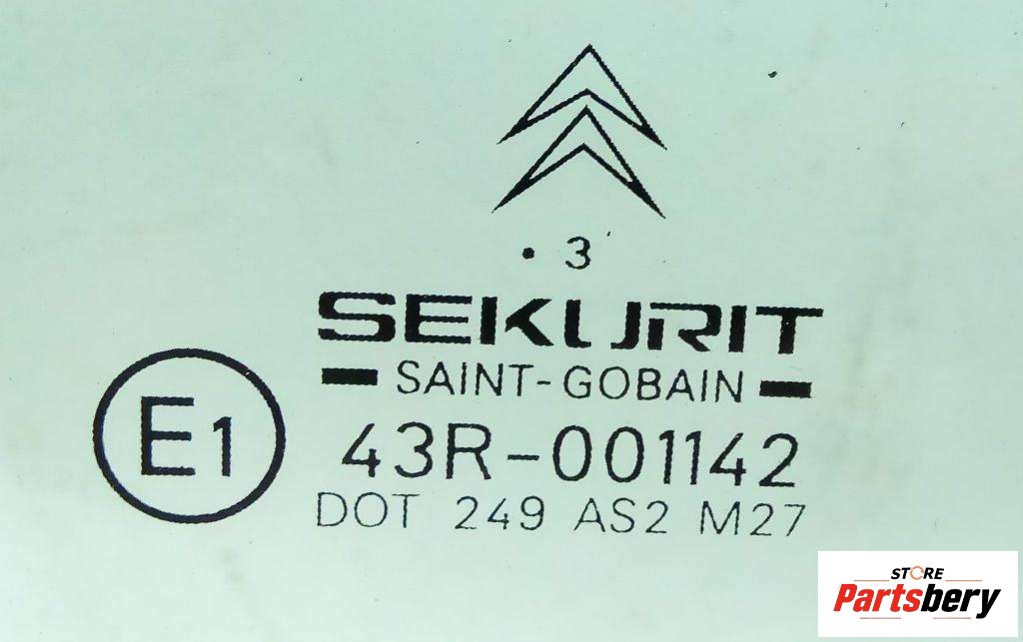 . 3
SEKURIT
SAINT-GOBAIN
E1
43R-001142
DOT 249 AS2 M27
STORE
Partsbery